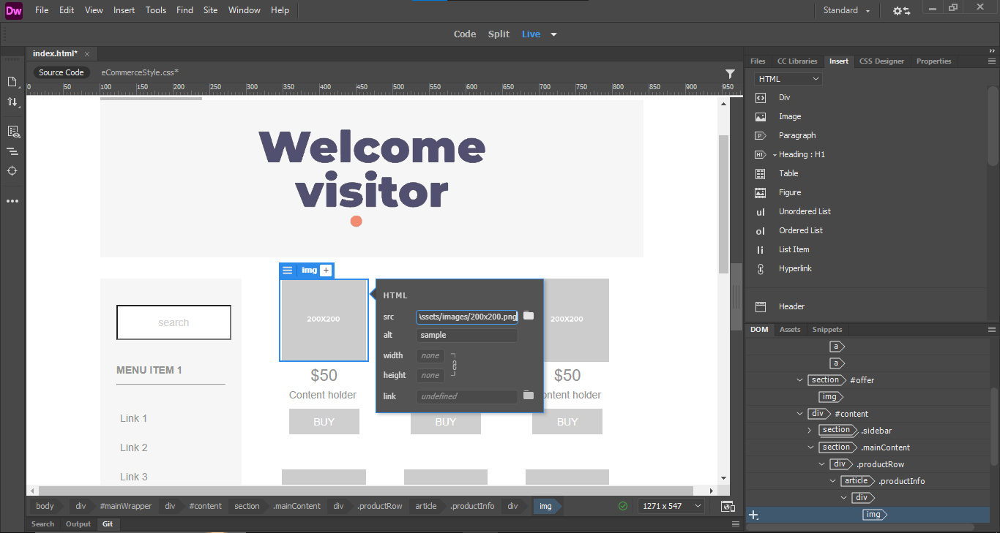 Dw File Edit View Insert Tools Find Site Window Help Standard
Code Split Live
index.html*
Source Code eCommerceStyle.css*
0 50 100 150 200 250 300 350 400 450 500 550 600 650 700 750 800 850 900 950
Welcome
visitor
img +
search
MENU ITEM 1
Link 1
Link 2
Link 3
200X200
$50
Content holder
BUY
HTML
src ssets/images/200x200.png
alt sample
width none
height none
link undefined
BUY
200X200
$50
ontent holder
BUY
body div #mainWrapper div #content section .mainContent div .productRow article .productInfo div img 1271 x 547
Search Output Git
Files CC Libraries Insert CSS Designer Properties
HTML
Div
Image
P Paragraph
H1 Heading : H1
Table
Figure
ul Unordered List
ol Ordered List
li List Item
Hyperlink
Header
DOM Assets Snippets
a
a
section #offer
img
div #content
section .sidebar
section .mainContent
div .productRow
article .productInfo
div
img